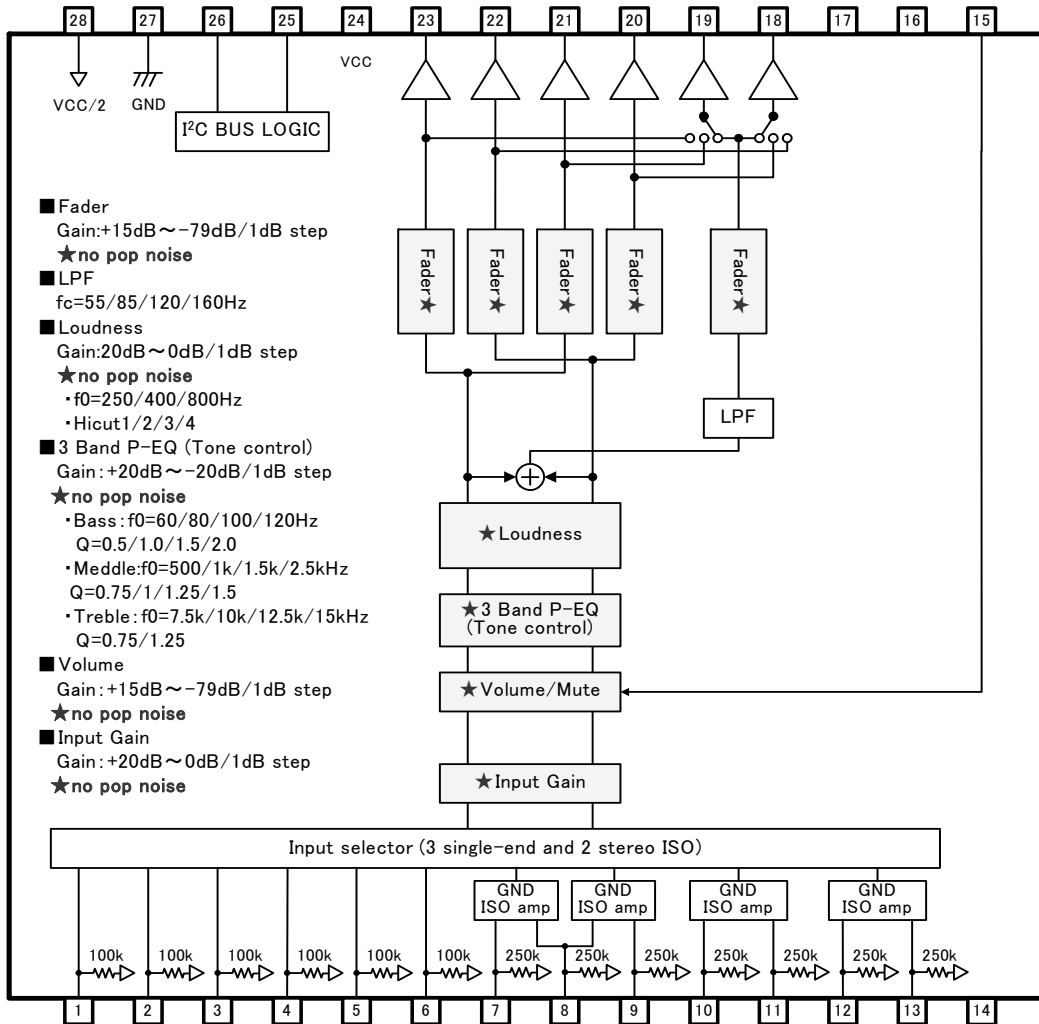 28 27 26 25 24 23 22 21 20 19 18 17 16 15
VCC
VCC/2 GND
I²C BUS LOGIC
■Fader
Gain:+15dB～-79dB/1dB step
★no pop noise
■LPF
fc=55/85/120/160Hz
■Loudness
Gain:20dB～0dB/1dB step
★no pop noise
・f0=250/400/800Hz
・Hicut1/2/3/4
■3 Band P-EQ (Tone control)
Gain:+20dB～-20dB/1dB step
★no pop noise
・Bass:f0=60/80/100/120Hz
Q=0.5/1.0/1.5/2.0
・Meddle:f0=500/1k/1.5k/2.5kHz
Q=0.75/1/1.25/1.5
・Treble:f0=7.5k/10k/12.5k/15kHz
Q=0.75/1.25
■Volume
Gain:+15dB～-79dB/1dB step
★no pop noise
■Input Gain
Gain:+20dB～0dB/1dB step
★no pop noise
Fader★
Fader★
Fader★
Fader★
Fader★
LPF
★Loudness
★3 Band P-EQ
(Tone control)
★Volume/Mute
★Input Gain
Input selector (3 single-end and 2 stereo ISO)
GND
ISO amp
GND
ISO amp
GND
ISO amp
GND
ISO amp
100k 100k 100k 100k 100k 100k 250k 250k 250k 250k 250k 250k 250k
1 2 3 4 5 6 7 8 9 10 11 12 13 14